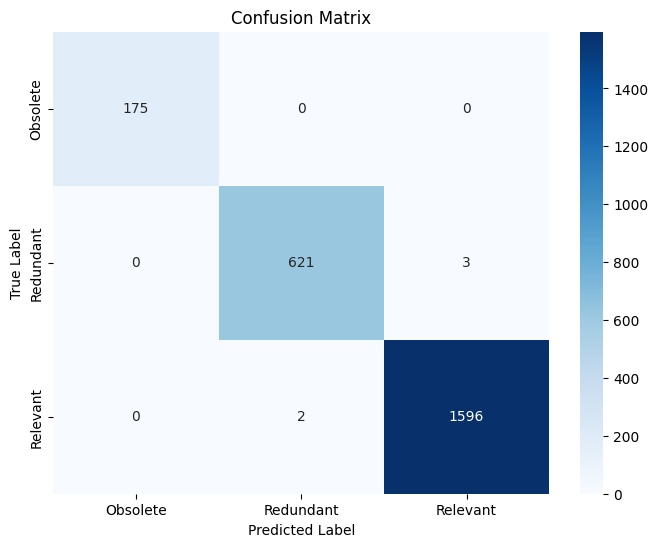 Confusion Matrix
True Label
Obsolete
175
0
0
Redundant
0
621
3
Relevant
0
2
1596
Obsolete
Redundant
Relevant
Predicted Label
1400
1200
1000
800
600
400
200
0